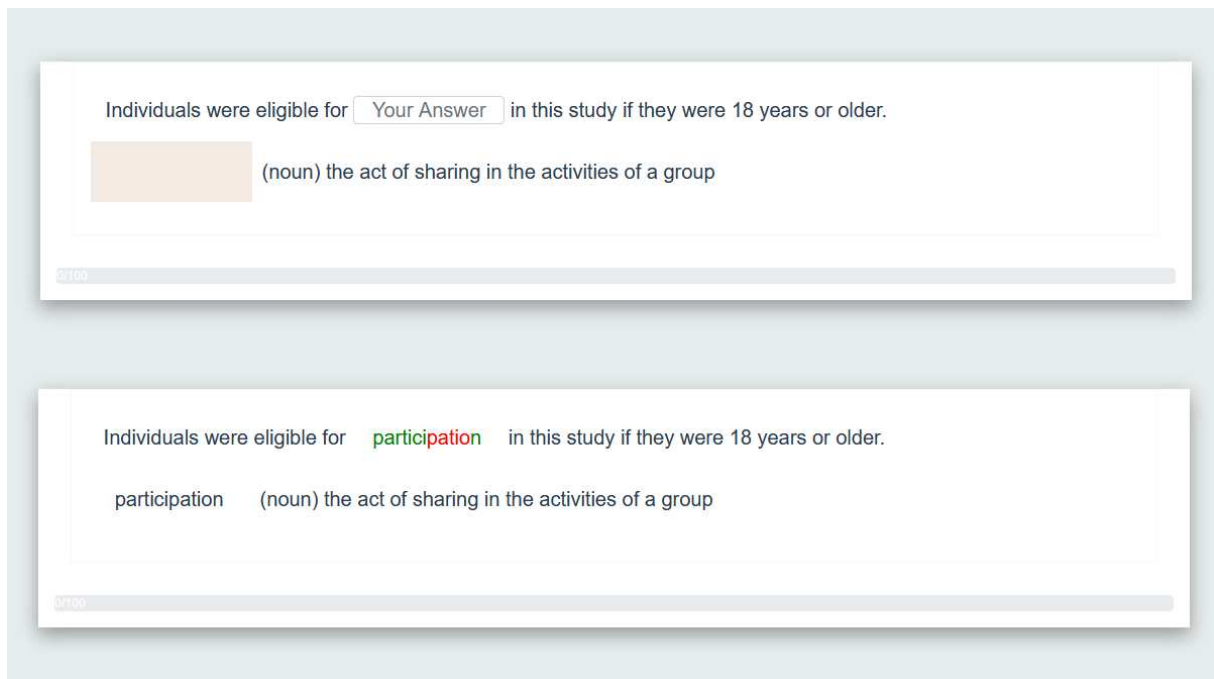 Individuals were eligible for Your Answer in this study if they were 18 years or older.
(noun) the act of sharing in the activities of a group
0/100
Individuals were eligible for participation in this study if they were 18 years or older.
participation (noun) the act of sharing in the activities of a group
0/100